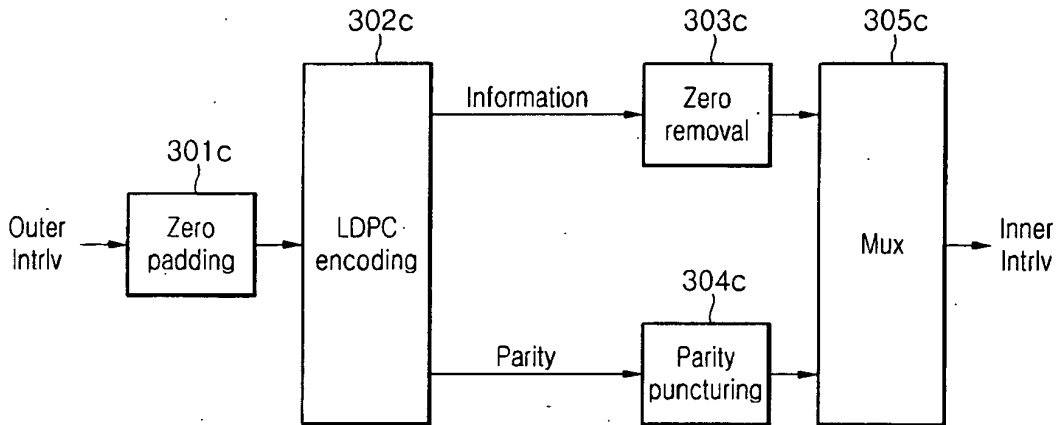 302c
303c
305c
Information
Zero
removal
301c
Outer
Intrlv
Zero
padding
LDPC
encoding
Mux
Inner
Intrlv
304c
Parity
Parity
puncturing